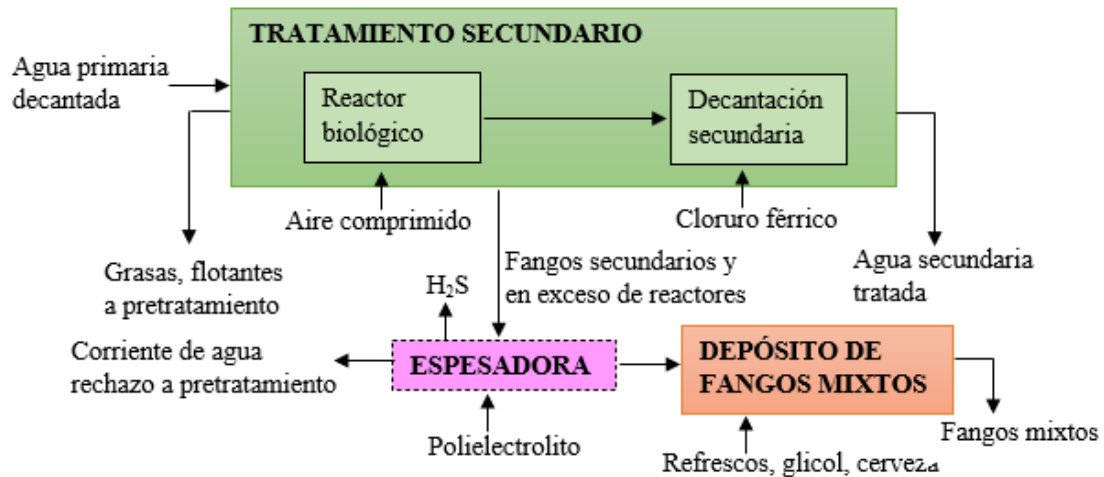 TRATAMIENTO SECUNDARIO
Agua primaria
decantada
Reactor
biológico
Decantación
secundaria
Aire comprimido
Cloruro férrico
Grasas, flotantes
a pretratamiento
H₂S
Fangos secundarios y
en exceso de reactores
Agua secundaria
tratada
Corriente de agua
rechazo a pretratamiento
ESPESADORA
DEPÓSITO DE
FANGOS MIXTOS
Polielectrolito
Fangos mixtos
Refrescos, glicol, cerveza